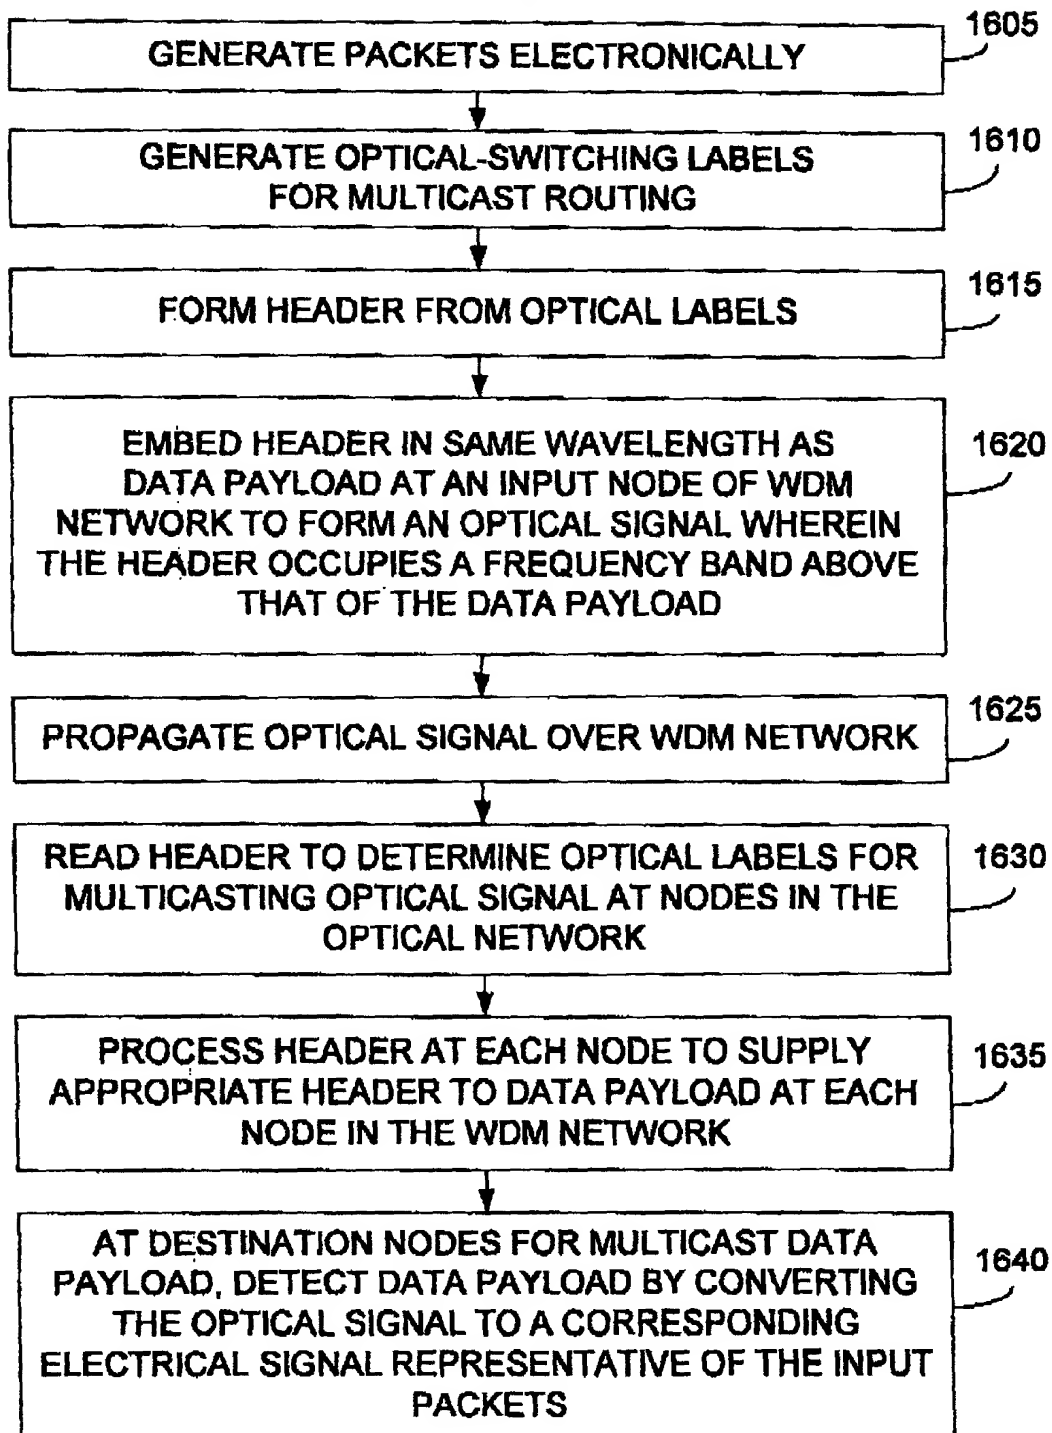 1605
GENERATE PACKETS ELECTRONICALLY
1610
GENERATE OPTICAL-SWITCHING LABELS
FOR MULTICAST ROUTING
1615
FORM HEADER FROM OPTICAL LABELS
1620
EMBED HEADER IN SAME WAVELENGTH AS
DATA PAYLOAD AT AN INPUT NODE OF WDM
NETWORK TO FORM AN OPTICAL SIGNAL WHEREIN
THE HEADER OCCUPIES A FREQUENCY BAND ABOVE
THAT OF THE DATA PAYLOAD
1625
PROPAGATE OPTICAL SIGNAL OVER WDM NETWORK
1630
READ HEADER TO DETERMINE OPTICAL LABELS FOR
MULTICASTING OPTICAL SIGNAL AT NODES IN THE
OPTICAL NETWORK
1635
PROCESS HEADER AT EACH NODE TO SUPPLY
APPROPRIATE HEADER TO DATA PAYLOAD AT EACH
NODE IN THE WDM NETWORK
1640
AT DESTINATION NODES FOR MULTICAST DATA
PAYLOAD, DETECT DATA PAYLOAD BY CONVERTING
THE OPTICAL SIGNAL TO A CORRESPONDING
ELECTRICAL SIGNAL REPRESENTATIVE OF THE INPUT
PACKETS